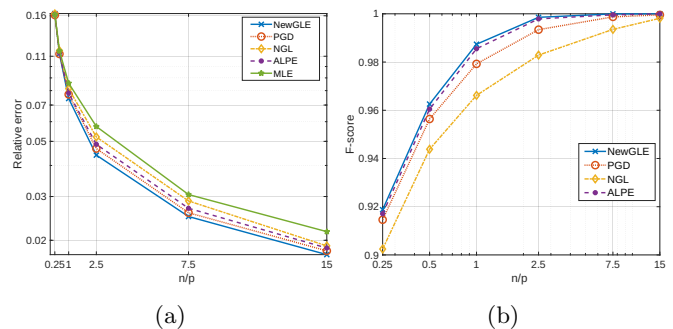 0.16
0.07
0.05
0.03
0.02
Relative error
0.25 1 2.5 7.5 15
n/p
NewGLE
PGD
NGL
ALPE
MLE
(a)
1
0.98
0.96
0.94
0.92
0.9
F-score
0.25 0.5 1 2.5 7.5 15
n/p
NewGLE
PGD
NGL
ALPE
(b)